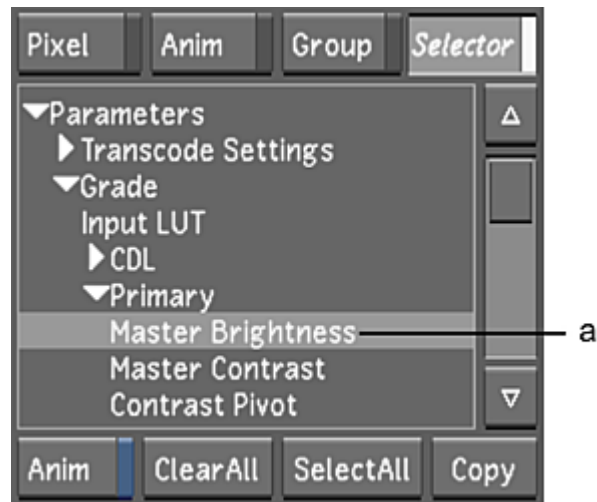 Pixel Anim Group Selector
Parameters
Transcode Settings
Grade
Input LUT
CDL
Primary
Master Brightness a
Master Contrast
Contrast Pivot
Anim ClearAll SelectAll Copy